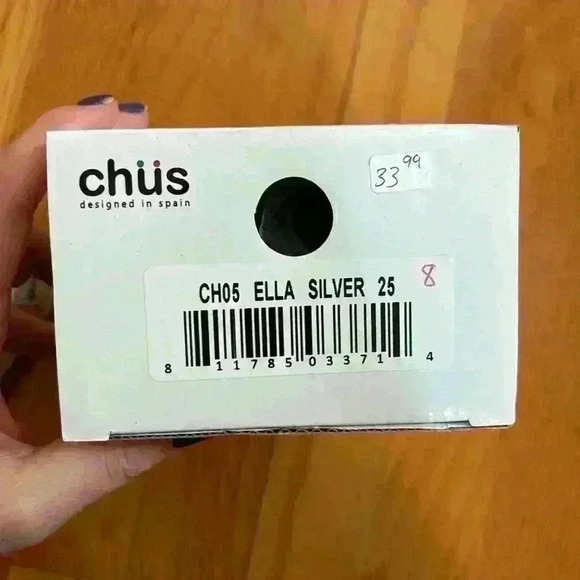 chüs
designed in spain
33 99
CH05 ELLA SILVER 25 8
8 11785 03371 4